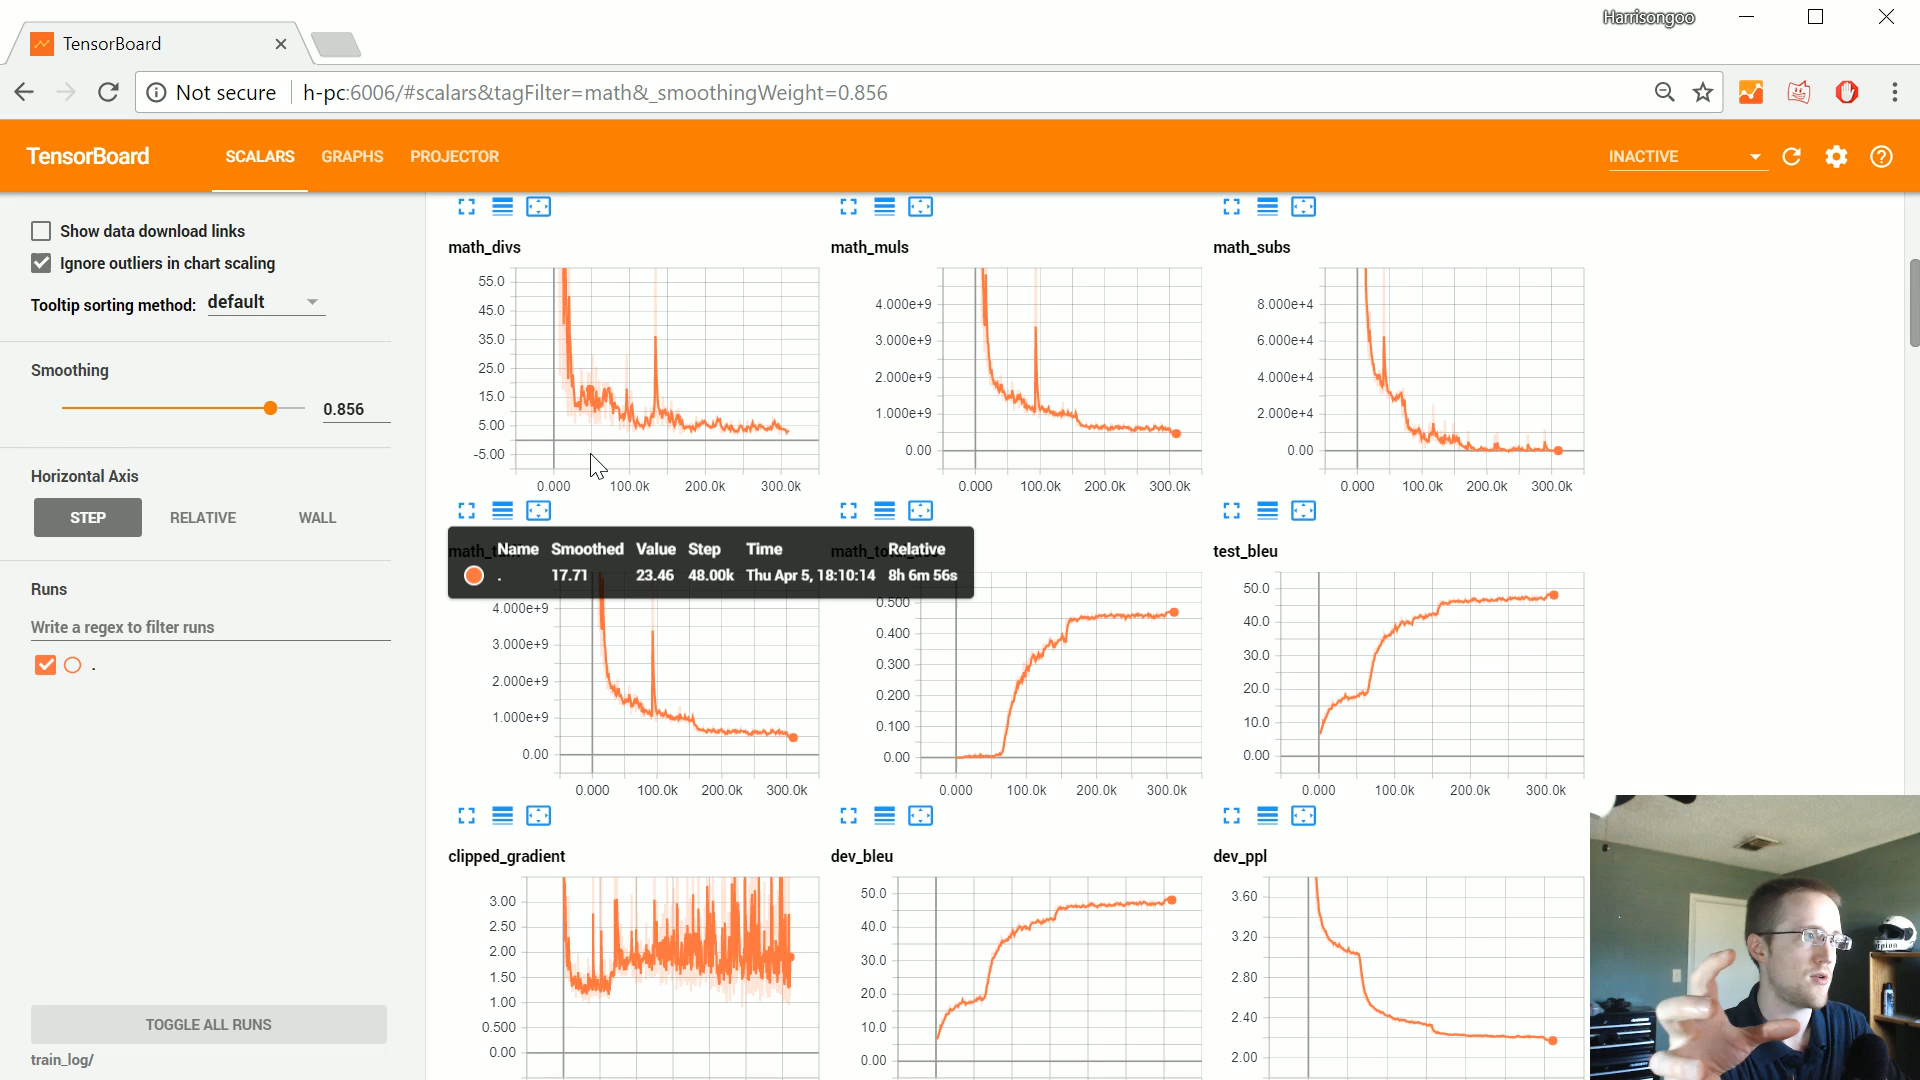 Harrisongoo
TensorBoard
Not secure h-pc:6006/#scalars&tagFilter=math&_smoothingWeight=0.856
TensorBoard SCALARS GRAPHS PROJECTOR INACTIVE
Show data download links
Ignore outliers in chart scaling
Tooltip sorting method: default
Smoothing
0.856
Horizontal Axis
STEP RELATIVE WALL
Runs
Write a regex to filter runs
.
TOGGLE ALL RUNS
train_log/
math_divs
55.0
45.0
35.0
25.0
15.0
5.00
-5.00
0.000 100.0k 200.0k 300.0k
math_muls
4.000e+9
3.000e+9
2.000e+9
1.000e+9
0.00
0.000 100.0k 200.0k 300.0k
math_subs
8.000e+4
6.000e+4
4.000e+4
2.000e+4
0.00
0.000 100.0k 200.0k 300.0k
Name Smoothed Value Step Time Relative
. 17.71 23.46 48.00k Thu Apr 5, 18:10:14 8h 6m 56s
4.000e+9
3.000e+9
2.000e+9
1.000e+9
0.00
0.000 100.0k 200.0k 300.0k
0.500
0.400
0.300
0.200
0.100
0.00
0.000 100.0k 200.0k 300.0k
test_bleu
50.0
40.0
30.0
20.0
10.0
0.00
0.000 100.0k 200.0k 300.0k
clipped_gradient
3.00
2.50
2.00
1.50
1.00
0.500
0.00
dev_bleu
50.0
40.0
30.0
20.0
10.0
0.00
dev_ppl
3.60
3.20
2.80
2.40
2.00